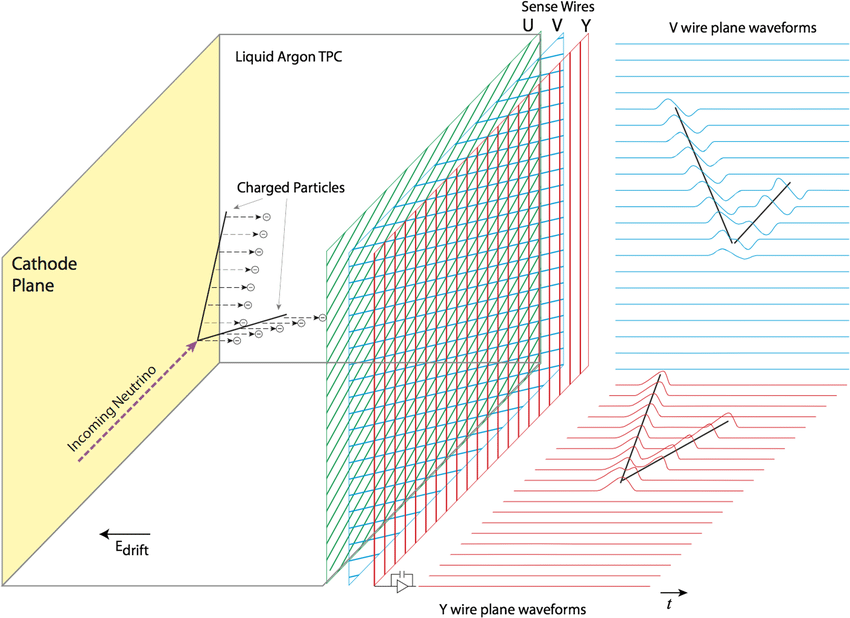 Sense Wires
U V Y
V wire plane waveforms
Liquid Argon TPC
Charged Particles
Cathode
Plane
Incoming Neutrino
Edrift
t
Y wire plane waveforms